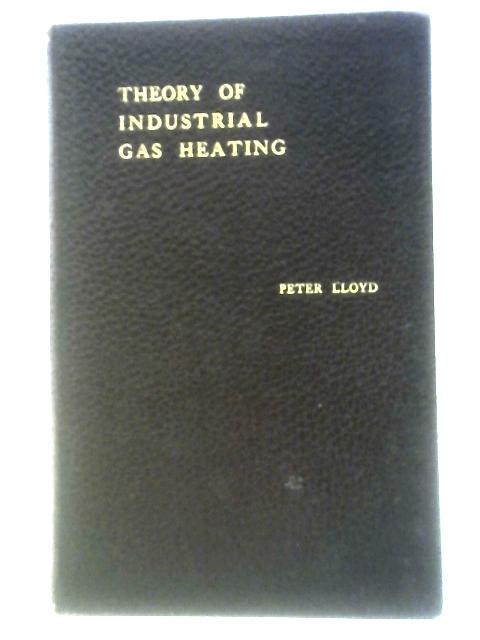 THEORY OF
INDUSTRIAL
GAS HEATING
PETER LLOYD